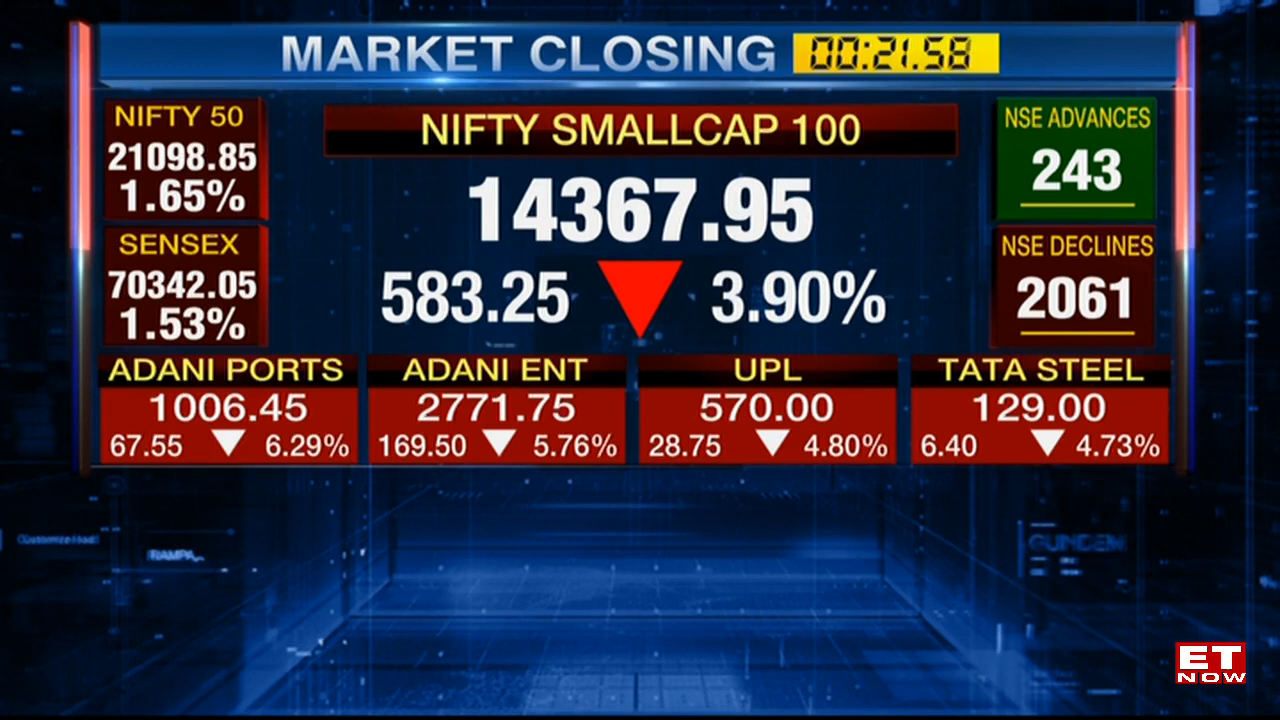 MARKET CLOSING 00:21.58
NIFTY 50
21098.85
1.65%
SENSEX
70342.05
1.53%
NIFTY SMALLCAP 100
14367.95
583.25 3.90%
NSE ADVANCES
243
NSE DECLINES
2061
ADANI PORTS
1006.45
67.55 6.29%
ADANI ENT
2771.75
169.50 5.76%
UPL
570.00
28.75 4.80%
TATA STEEL
129.00
6.40 4.73%
GUNDEM
ET
NOW